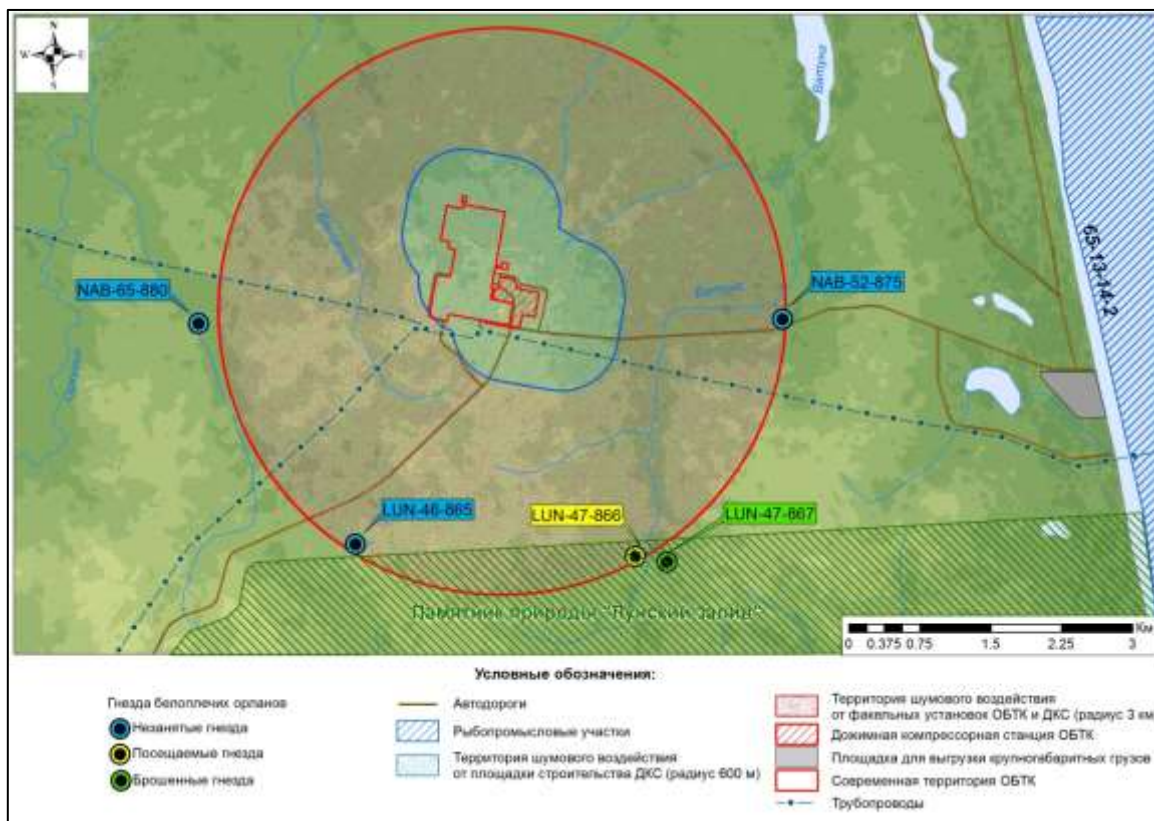 N
W E
S
Ватунг
65-13-14-2
NAB-65-880
NAB-52-875
Ватунг
LUN-46-865
LUN-47-866
LUN-47-867
Памятник природы "Лунский залив"
Км
0 0.375 0.75 1.5 2.25 3
Условные обозначения:
Гнезда белоплечих орланов
Незанятые гнезда
Посещаемые гнезда
Брошенные гнезда
Автодороги
Рыбопромысловые участки
Территория шумового воздействия
от площадки строительства ДКС (радиус 600 м)
Территория шумового воздействия
от факельных установок ОБТК и ДКС (радиус 3 км
Дожимная компрессорная станция ОБТК
Площадка для выгрузки крупногабаритных грузов
Современная территория ОБТК
Трубопроводы